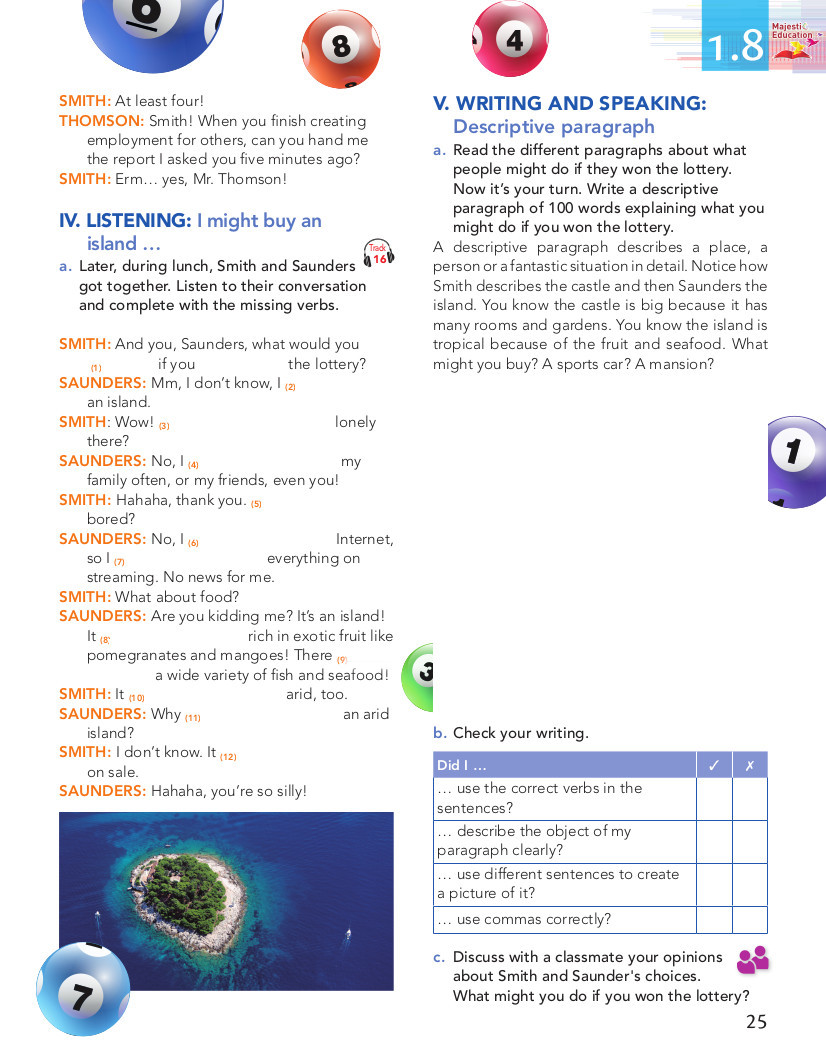 6
8
4
1.8
Majesti
Education
SMITH: At least four!
THOMSON: Smith! When you finish creating
employment for others, can you hand me
the report I asked you five minutes ago?
SMITH: Erm… yes, Mr. Thomson!
IV. LISTENING: I might buy an
island …
Track
16
a. Later, during lunch, Smith and Saunders
got together. Listen to their conversation
and complete with the missing verbs.
SMITH: And you, Saunders, what would you
(1) if you the lottery?
SAUNDERS: Mm, I don't know, I (2)
an island.
SMITH: Wow! (3) lonely
there?
SAUNDERS: No, I (4) my
family often, or my friends, even you!
SMITH: Hahaha, thank you. (5)
bored?
SAUNDERS: No, I (6) Internet,
so I (7) everything on
streaming. No news for me.
SMITH: What about food?
SAUNDERS: Are you kidding me? It's an island!
It (8) rich in exotic fruit like
pomegranates and mangoes! There (9)
a wide variety of fish and seafood!
SMITH: It (10) arid, too.
SAUNDERS: Why (11) an arid
island?
SMITH: I don't know. It (12)
on sale.
SAUNDERS: Hahaha, you're so silly!
7
V. WRITING AND SPEAKING:
Descriptive paragraph
a. Read the different paragraphs about what
people might do if they won the lottery.
Now it's your turn. Write a descriptive
paragraph of 100 words explaining what you
might do if you won the lottery.
A descriptive paragraph describes a place, a
person or a fantastic situation in detail. Notice how
Smith describes the castle and then Saunders the
island. You know the castle is big because it has
many rooms and gardens. You know the island is
tropical because of the fruit and seafood. What
might you buy? A sports car? A mansion?
1
3
b. Check your writing.
Did I … ✓ ✗
… use the correct verbs in the
sentences?
… describe the object of my
paragraph clearly?
… use different sentences to create
a picture of it?
… use commas correctly?
c. Discuss with a classmate your opinions
about Smith and Saunder's choices.
What might you do if you won the lottery?
25